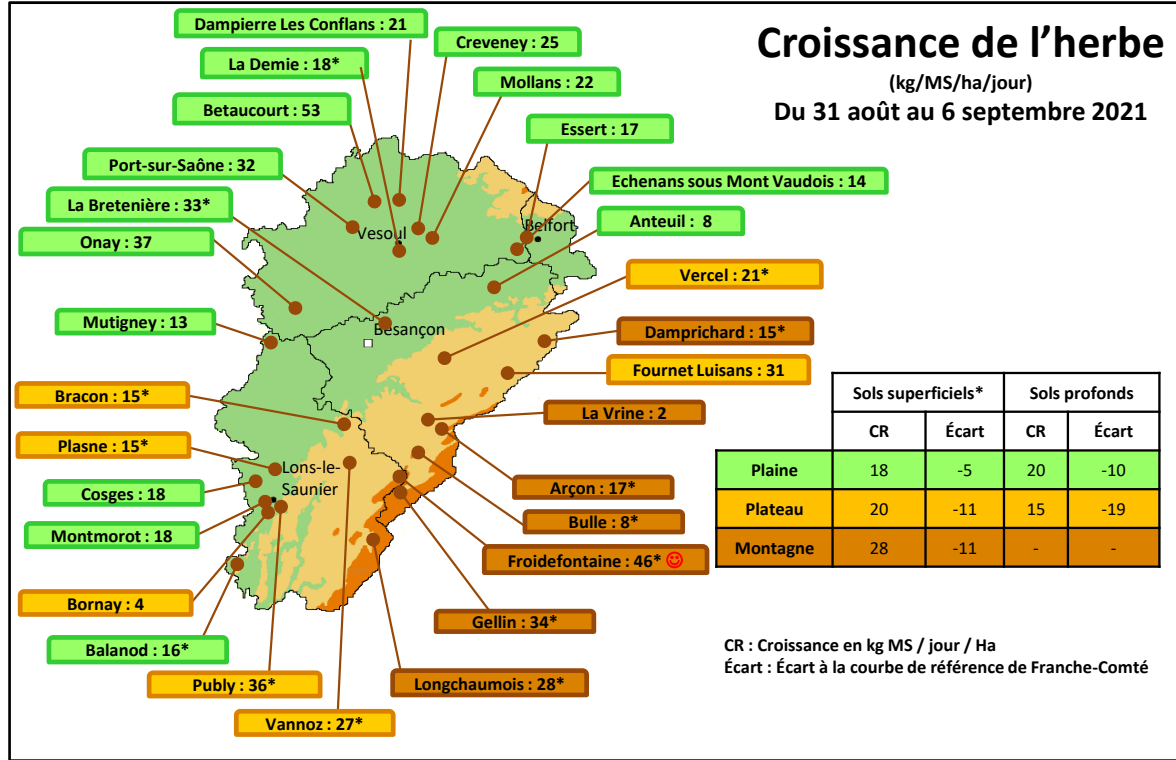 Croissance de l'herbe
(kg/MS/ha/jour)
Du 31 août au 6 septembre 2021
Dampierre Les Conflans : 21
La Demie : 18*
Creveney : 25
Mollans : 22
Betaucourt : 53
Essert : 17
Port-sur-Saône : 32
Echenans sous Mont Vaudois : 14
La Bretenière : 33*
Anteuil : 8
Onay : 37
Vesoul
Belfort
Vercel : 21*
Mutigney : 13
Besançon
Damprichard : 15*
Fournet Luisans : 31
Bracon : 15*
La Vrine : 2
Plasne : 15*
Lons-le-
Saunier
Cosges : 18
Arçon : 17*
Montmorot : 18
Bulle : 8*
Froidefontaine : 46*
Bornay : 4
Gellin : 34*
Balanod : 16*
Publy : 36*
Longchaumois : 28*
Vannoz : 27*
Sols superficiels* Sols profonds
CR Écart CR Écart
Plaine 18 -5 20 -10
Plateau 20 -11 15 -19
Montagne 28 -11 - -
CR : Croissance en kg MS / jour / Ha
Écart : Écart à la courbe de référence de Franche-Comté